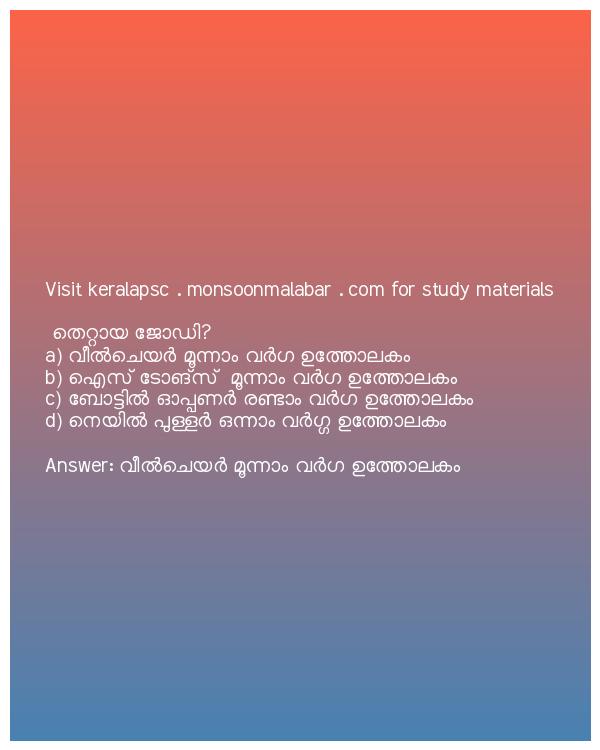 Visit keralapsc . monsoonmalabar . com for study materials
തെറ്റായ ജോഡി?
a) വീൽചെയർ മൂന്നാം വർഗ ഉത്തോലകം
b) ഐസ് ടോങ്സ് മൂന്നാം വർഗ ഉത്തോലകം
c) ബോട്ടിൽ ഓപ്പണർ രണ്ടാം വർഗ ഉത്തോലകം
d) നെയിൽ പുള്ളർ ഒന്നാം വർഗ്ഗ ഉത്തോലകം
Answer: വീൽചെയർ മൂന്നാം വർഗ ഉത്തോലകം